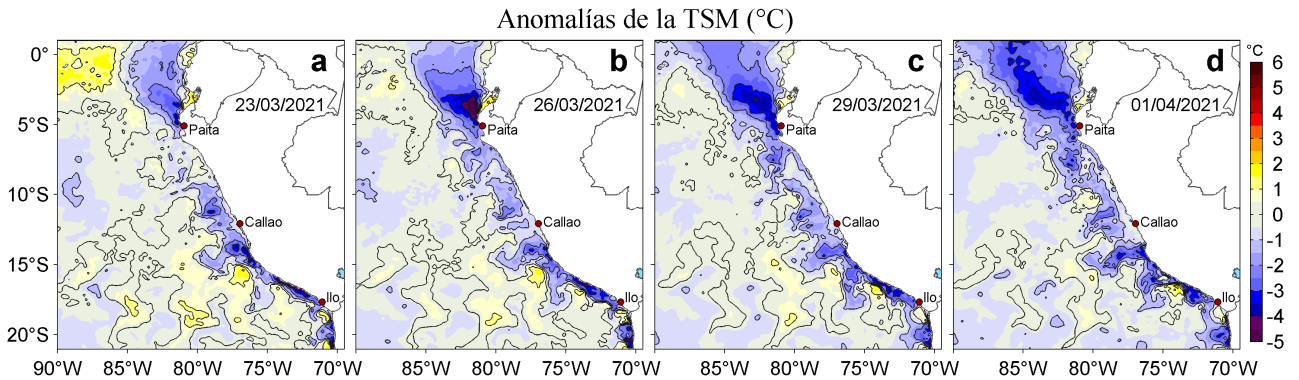 Anomalías de la TSM (°C)
a
b
c
d
°C
23/03/2021
26/03/2021
29/03/2021
01/04/2021
Paita
Paita
Paita
Paita
Callao
Callao
Callao
Callao
Ilo
Ilo
Ilo
Ilo
0°
5°S
10°S
15°S
20°S
90°W 85°W 80°W 75°W 70°W
85°W 80°W 75°W 70°W
85°W 80°W 75°W 70°W
85°W 80°W 75°W 70°W
6
5
4
3
2
1
0
-1
-2
-3
-4
-5